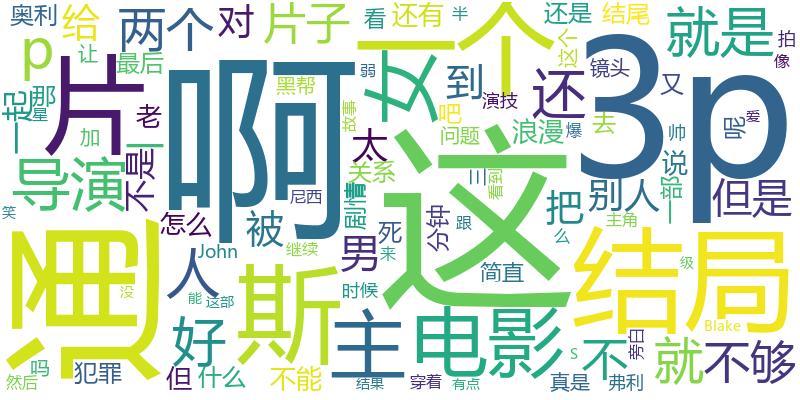 奥利
给
两个
对
片子
看
还有
半
还是
结尾
就是
拍
像
p
让
最后
起
那
星
片
啊
女
一个
到
还
3p
镜头
又
这个
黑帮
弱
演技
吧
浪漫
爆
去
帅
呢
爱
问题
老
加
导演
一
不是
太
故事
关系
三
看到
说
一部
别人
但是
笑
怎么
被
尼西
剧情
男
死
分钟
跟
来
这
把
么
主角
通
人
John
继续
斯
时候
简直
结局
级
没
能
这部
好
主
电影
不
就
旁白
Blake
不够
吗
然后
犯罪
但
什么
不能
结果
穿着
有点
真是
弗利
s